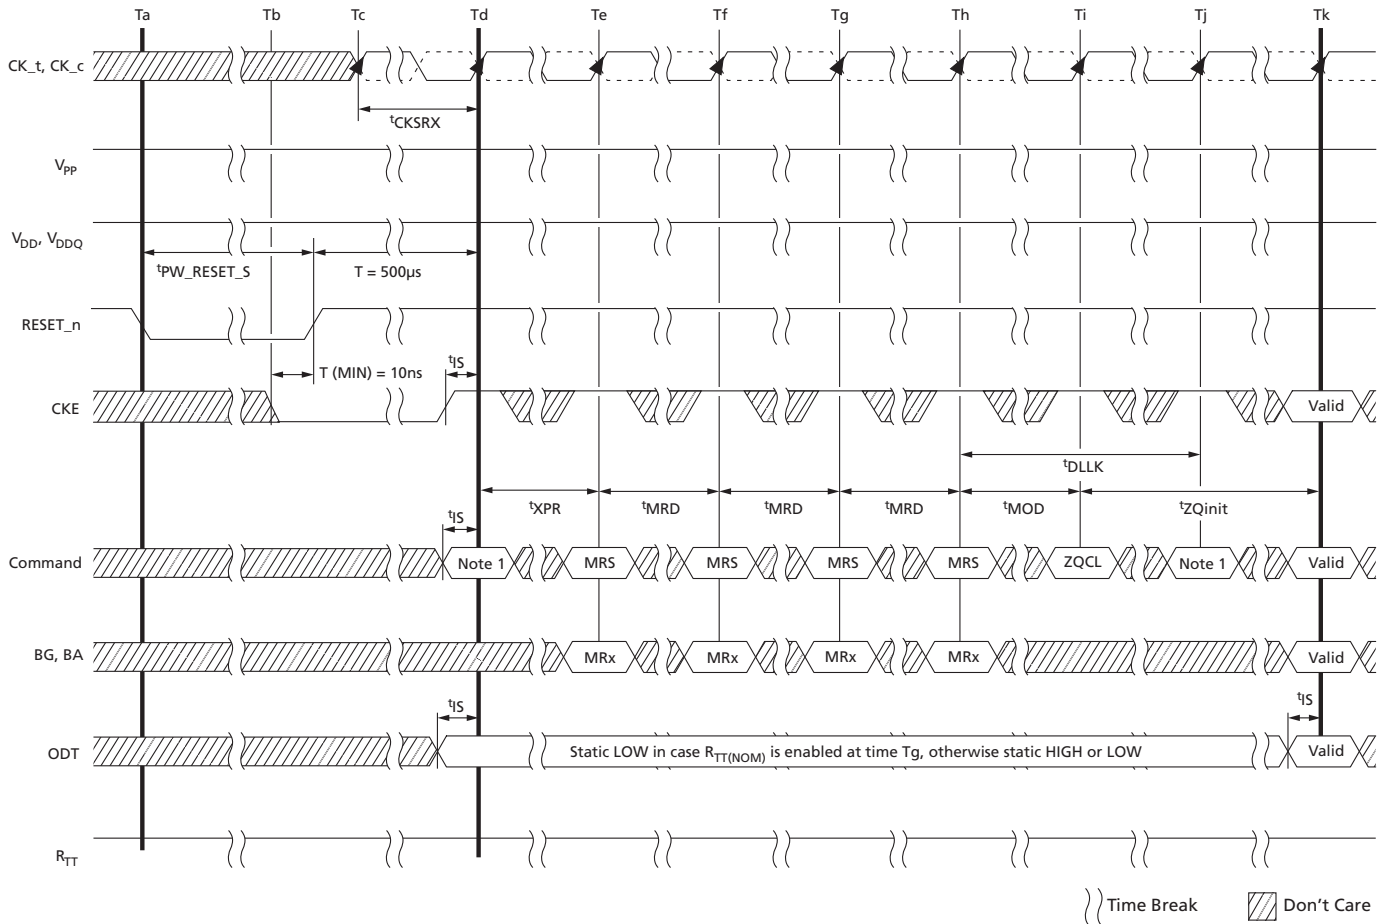 Ta Tb Tc Td Te Tf Tg Th Ti Tj Tk
CK_t, CK_c
tCKSRX
VPP
VDD, VDDQ
tPW_RESET_S T = 500µs
RESET_n
T (MIN) = 10ns tIS
CKE Valid
tDLLK
tXPR tMRD tMRD tMRD tMOD tZQinit
tIS
Command Note 1 MRS MRS MRS MRS ZQCL Note 1 Valid
BG, BA MRx MRx MRx MRx Valid
tIS tIS
ODT Static LOW in case RTT(NOM) is enabled at time Tg, otherwise static HIGH or LOW Valid
RTT
Time Break Don't Care